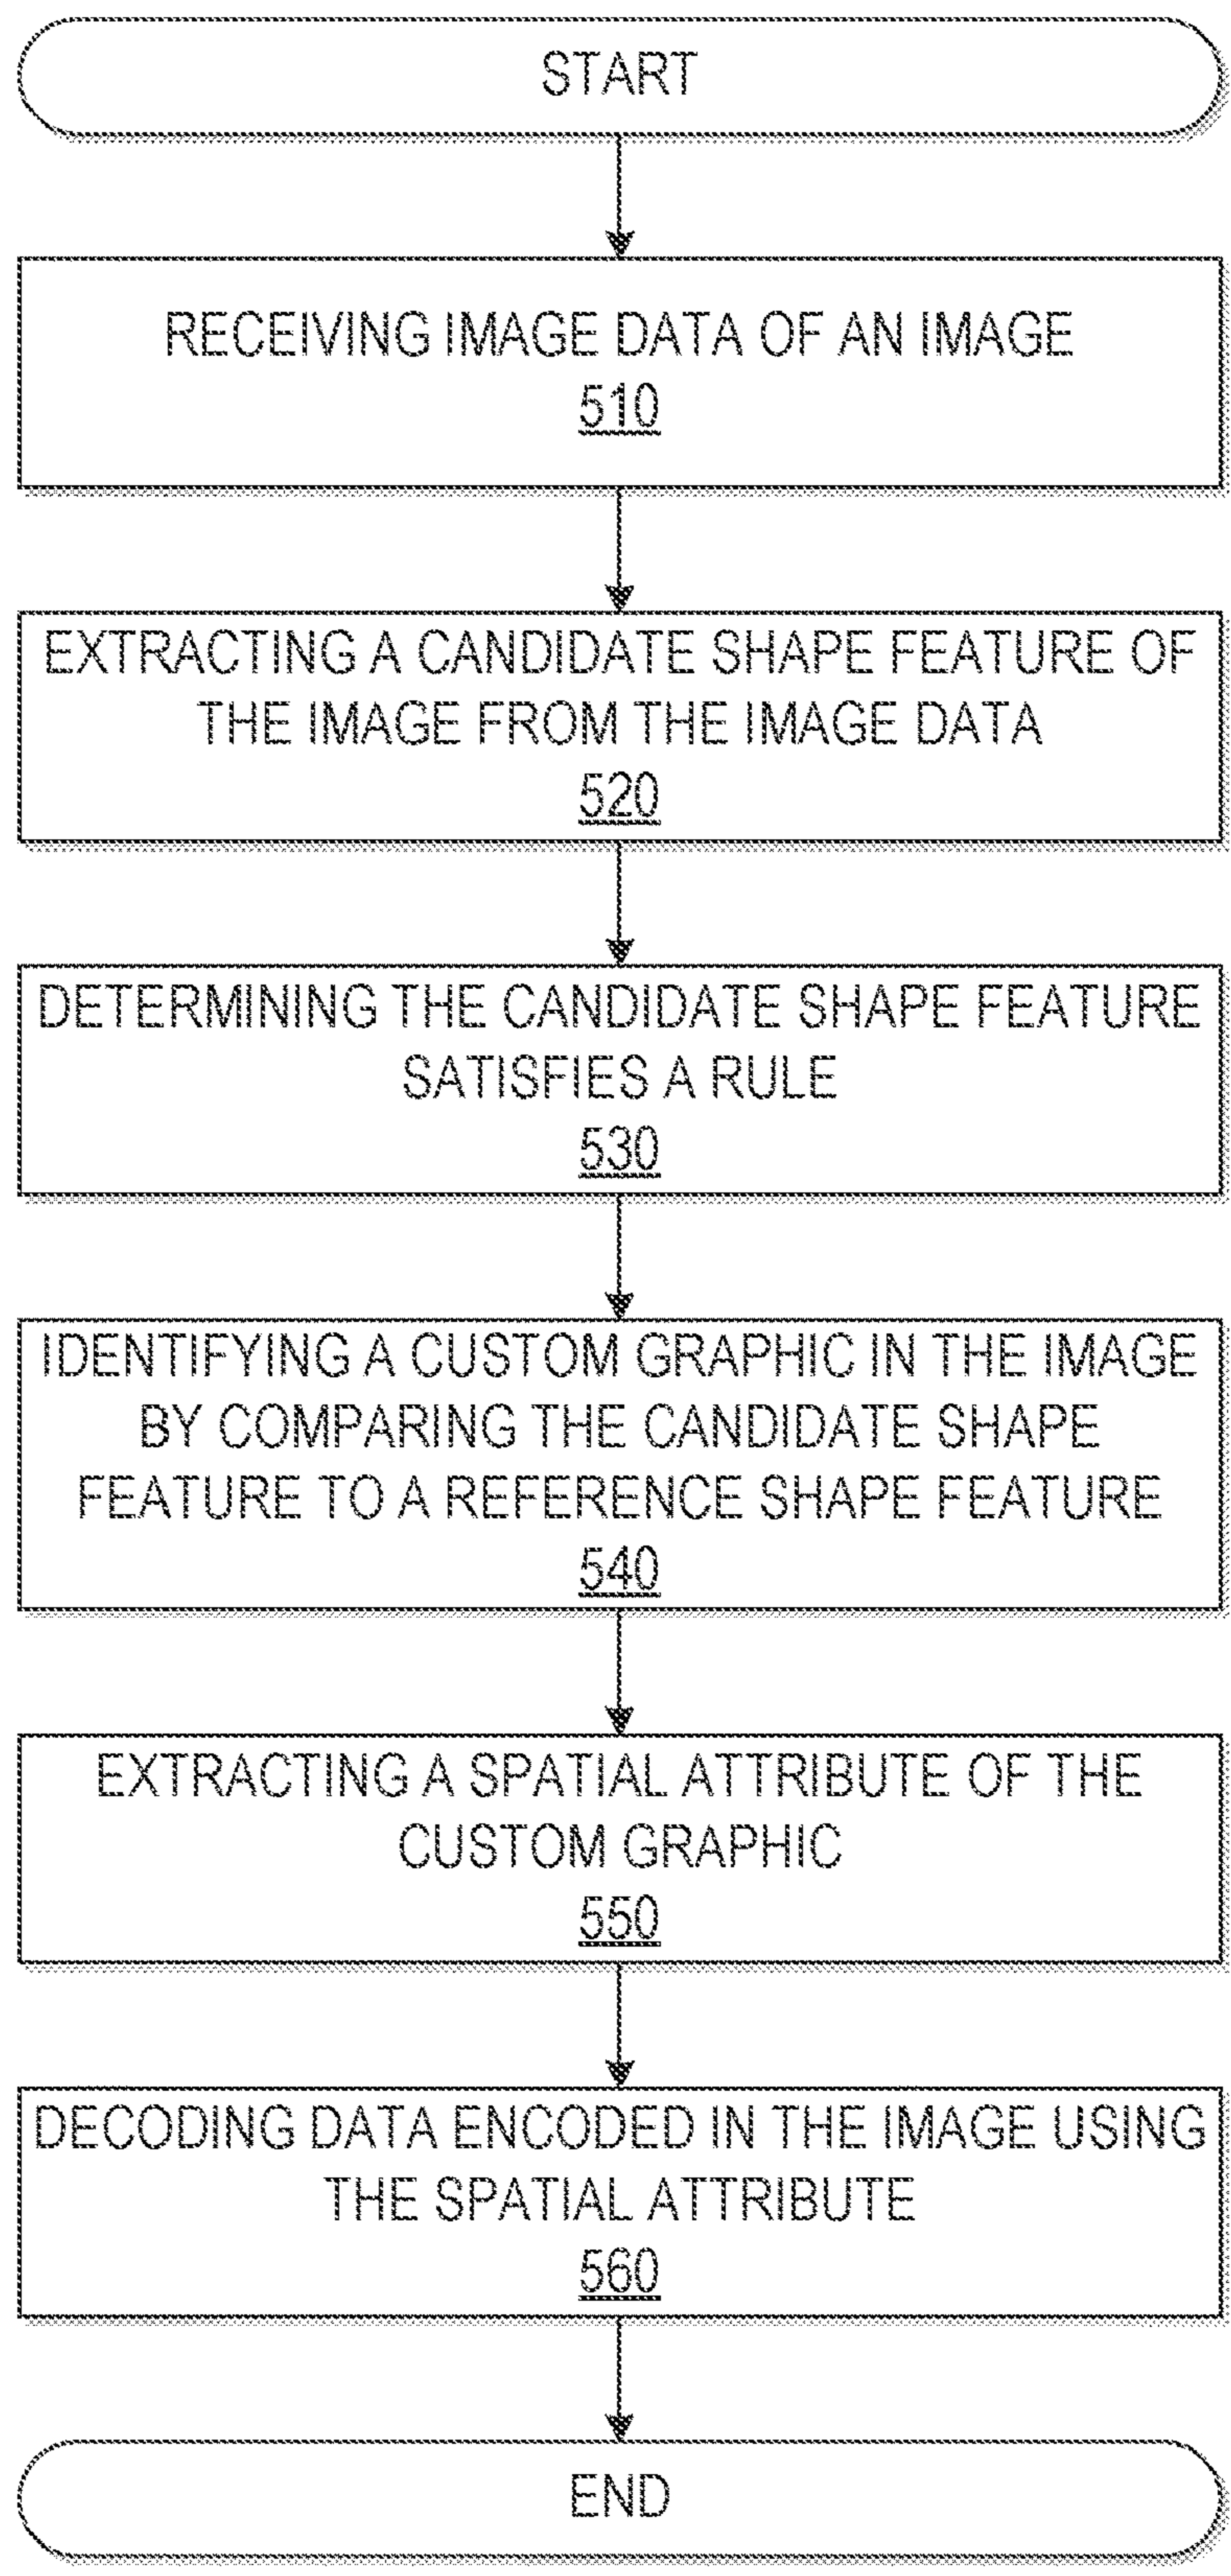 START
RECEIVING IMAGE DATA OF AN IMAGE
510
EXTRACTING A CANDIDATE SHAPE FEATURE OF
THE IMAGE FROM THE IMAGE DATA
520
DETERMINING THE CANDIDATE SHAPE FEATURE
SATISFIES A RULE
530
IDENTIFYING A CUSTOM GRAPHIC IN THE IMAGE
BY COMPARING THE CANDIDATE SHAPE
FEATURE TO A REFERENCE SHAPE FEATURE
540
EXTRACTING A SPATIAL ATTRIBUTE OF THE
CUSTOM GRAPHIC
550
DECODING DATA ENCODED IN THE IMAGE USING
THE SPATIAL ATTRIBUTE
560
END